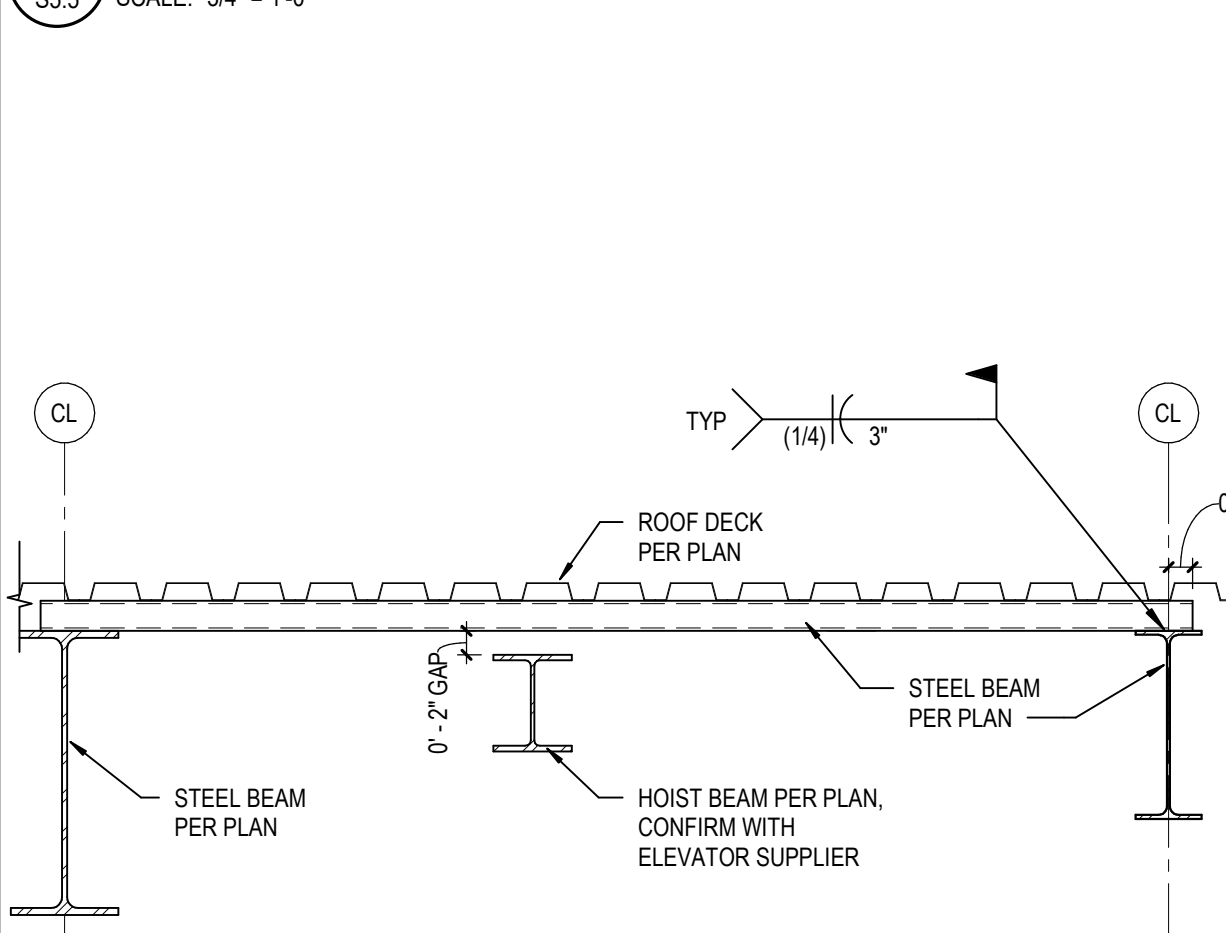 SCALE: 3/4" = 1'-0"
CL
CL
TYP
(1/4)
3"
ROOF DECK
PER PLAN
0' - 2" GAP
STEEL BEAM
PER PLAN
STEEL BEAM
PER PLAN
HOIST BEAM PER PLAN,
CONFIRM WITH
ELEVATOR SUPPLIER